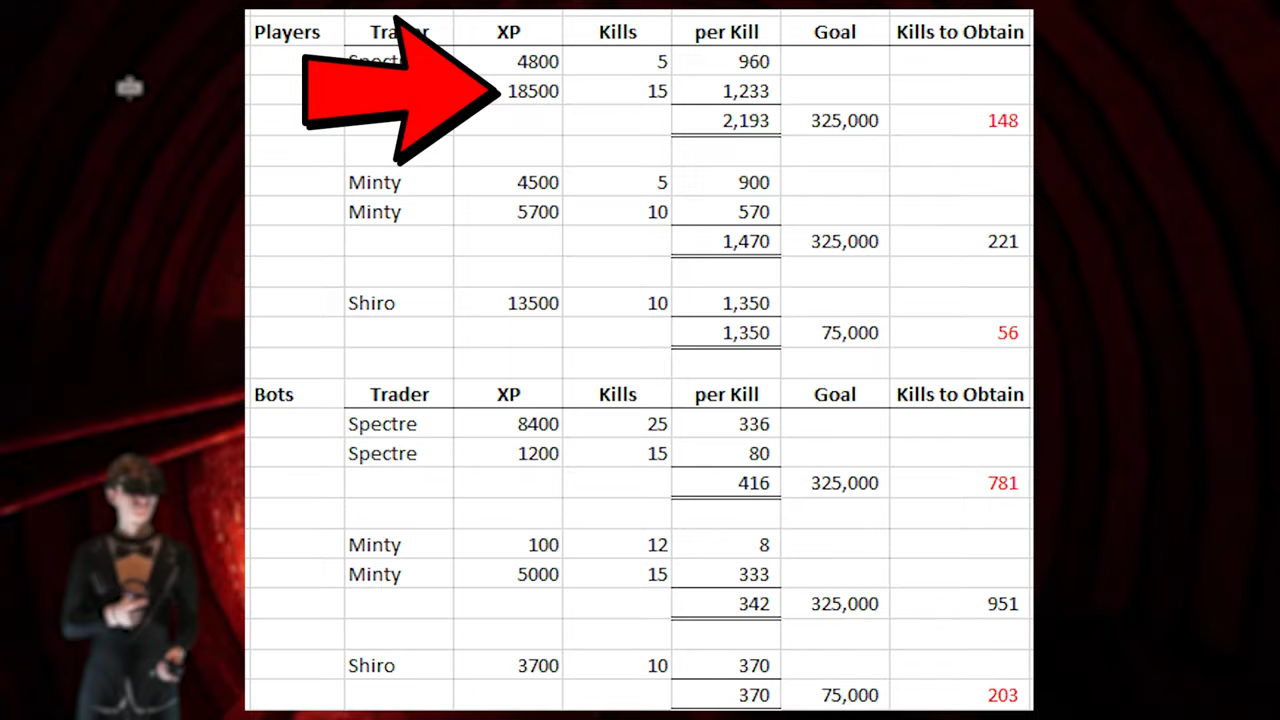 Players Trader XP Kills per Kill Goal Kills to Obtain
Spectre 4800 5 960
18500 15 1,233
2,193 325,000 148
Minty 4500 5 900
Minty 5700 10 570
1,470 325,000 221
Shiro 13500 10 1,350
1,350 75,000 56
Bots Trader XP Kills per Kill Goal Kills to Obtain
Spectre 8400 25 336
Spectre 1200 15 80
416 325,000 781
Minty 100 12 8
Minty 5000 15 333
342 325,000 951
Shiro 3700 10 370
370 75,000 203